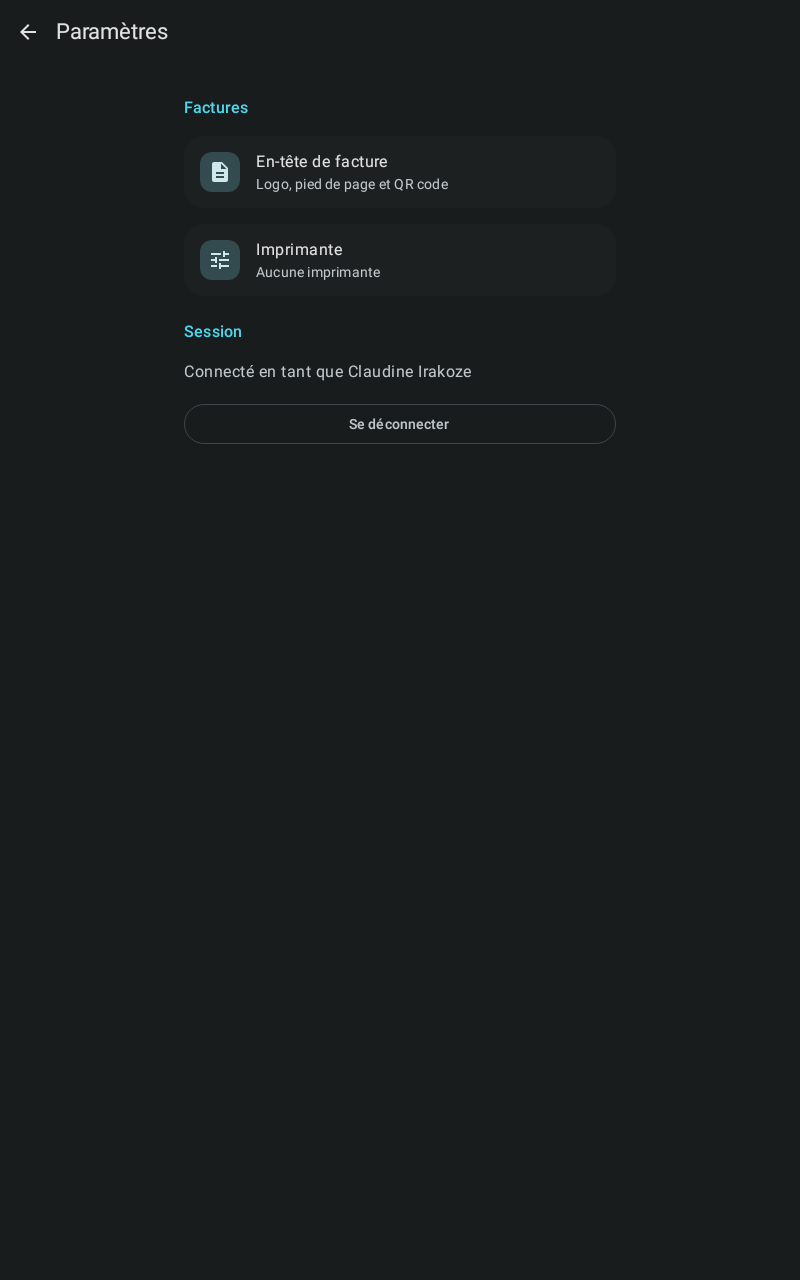 Paramètres
Factures
En-tête de facture
Logo, pied de page et QR code
Imprimante
Aucune imprimante
Session
Connecté en tant que Claudine Irakoze
Se déconnecter